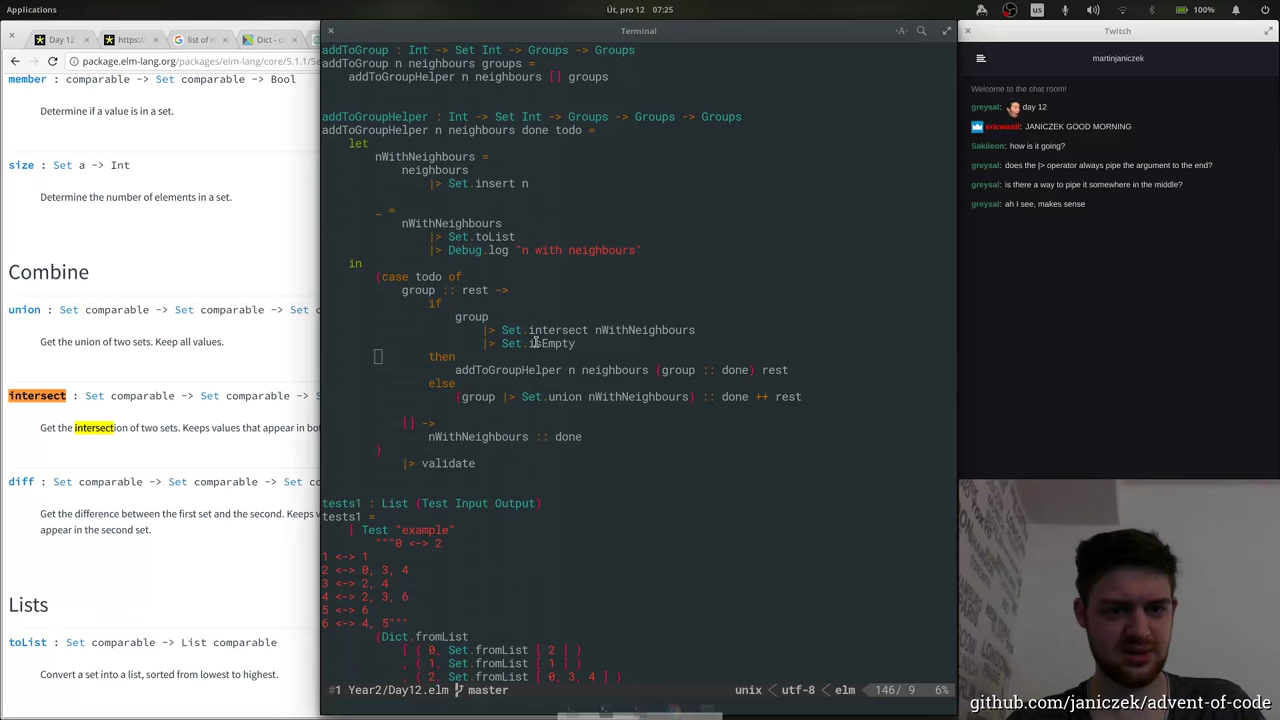 Applications
Út, pro 12 07:25
us
100%
Day 12
https:/
list of n
Dict - cu
package.elm-lang.org/packages/elm-lang/core/5.1.1/S
member : comparable -> Set comparable -> Bool
Determine if a value is in a set.
size : Set a -> Int
Determine the number of elements in a set.
Combine
union : Set comparable -> Set comparable -> Set c
Get the union of two sets. Keep all values.
intersect : Set comparable -> Set comparable -> S
Get the intersection of two sets. Keeps values that appear in bot
diff : Set comparable -> Set comparable -> Set co
Get the difference between the first set and the second. Keeps v
appear in the second set.
Lists
toList : Set comparable -> List comparable
Convert a set into a list, sorted from lowest to highest.
Terminal
addToGroup : Int -> Set Int -> Groups -> Groups
addToGroup n neighbours groups =
    addToGroupHelper n neighbours [] groups
addToGroupHelper : Int -> Set Int -> Groups -> Groups -> Groups
addToGroupHelper n neighbours done todo =
    let
        nWithNeighbours =
            neighbours
                |> Set.insert n
        _ =
            nWithNeighbours
                |> Set.toList
                |> Debug.log "n with neighbours"
    in
        (case todo of
            group :: rest ->
                if
                    group
                        |> Set.intersect nWithNeighbours
                        |> Set.isEmpty
                then
                    addToGroupHelper n neighbours (group :: done) rest
                else
                    (group |> Set.union nWithNeighbours) :: done ++ rest
            [] ->
                nWithNeighbours :: done
        )
            |> validate
tests1 : List (Test Input Output)
tests1 =
    [ Test "example"
        """0 <-> 2
1 <-> 1
2 <-> 0, 3, 4
3 <-> 2, 4
4 <-> 2, 3, 6
5 <-> 6
6 <-> 4, 5"""
        (Dict.fromList
            [ ( 0, Set.fromList [ 2 ] )
            , ( 1, Set.fromList [ 1 ] )
            , ( 2, Set.fromList [ 0, 3, 4 ] )
#1 Year2/Day12.elm master unix < utf-8 < elm 146/ 9 6%
Twitch
martinjaniczek
Welcome to the chat room!
greysal: day 12
ericwastl: JANICZEK GOOD MORNING
Sakileon: how is it going?
greysal: does the |> operator always pipe the argument to the end?
greysal: is there a way to pipe it somewhere in the middle?
greysal: ah I see, makes sense
github.com/janiczek/advent-of-code